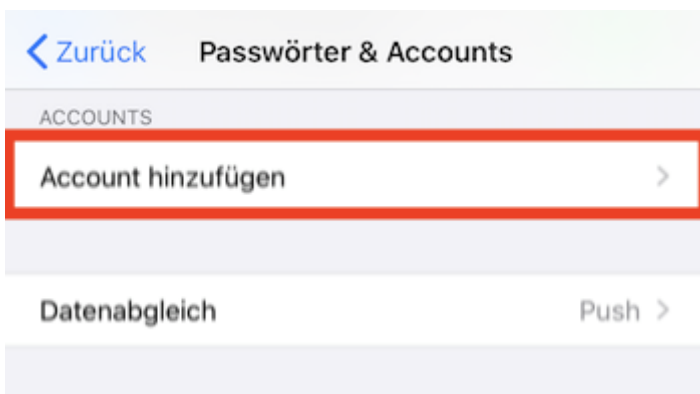 Zurück Passwörter & Accounts
ACCOUNTS
Account hinzufügen
Datenabgleich Push